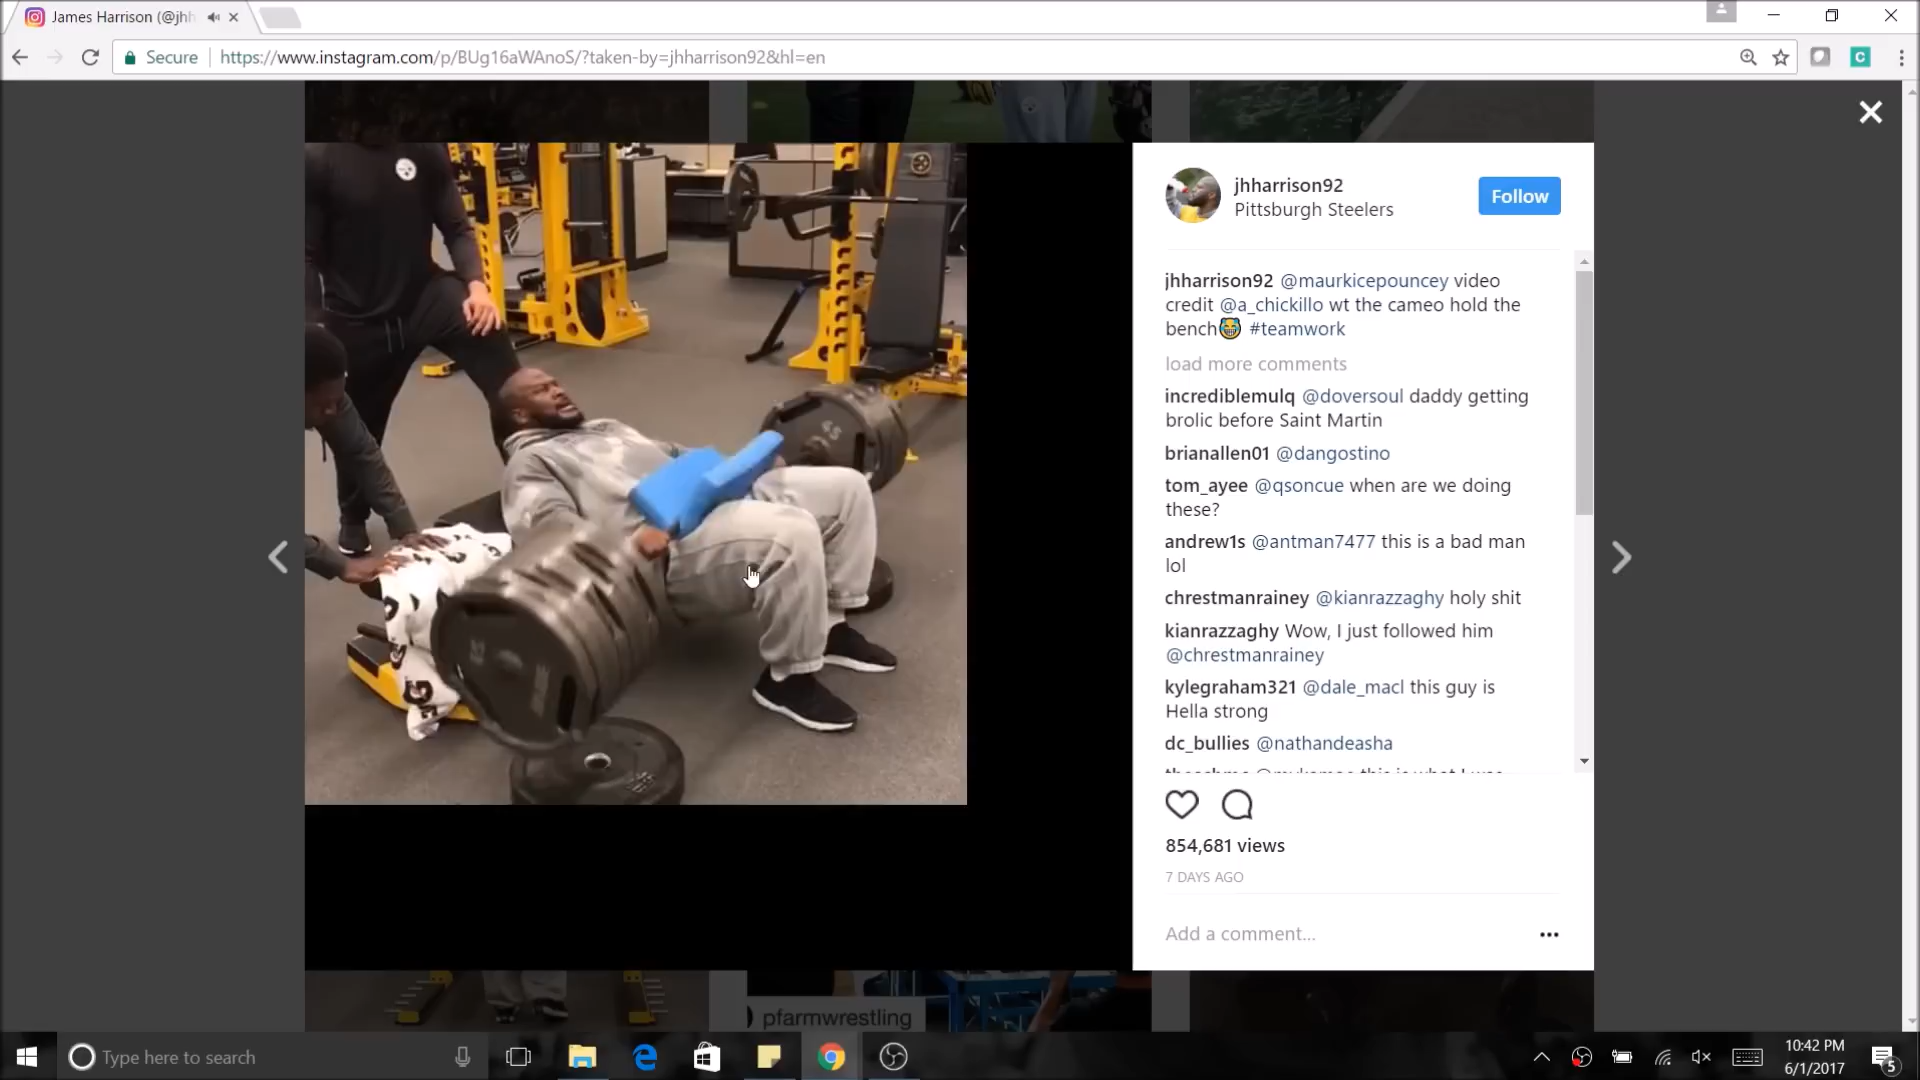 James Harrison (@jhh
Secure
https://www.instagram.com/p/BUg16aWAnoS/?taken-by=jhharrison92&hl=en
45
jhharrison92
Pittsburgh Steelers
Follow
jhharrison92 @maurkicepouncey video
credit @a_chickillo wt the cameo hold the
bench😹 #teamwork
load more comments
incrediblemulq @doversoul daddy getting
brolic before Saint Martin
brianallen01 @dangostino
tom_ayee @qsoncue when are we doing
these?
andrew1s @antman7477 this is a bad man
lol
chrestmanrainey @kianrazzaghy holy shit
kianrazzaghy Wow, I just followed him
@chrestmanrainey
kylegraham321 @dale_macl this guy is
Hella strong
dc_bullies @nathandeasha
854,681 views
7 DAYS AGO
Add a comment...
pfarmwrestling
Type here to search
10:42 PM
6/1/2017
5